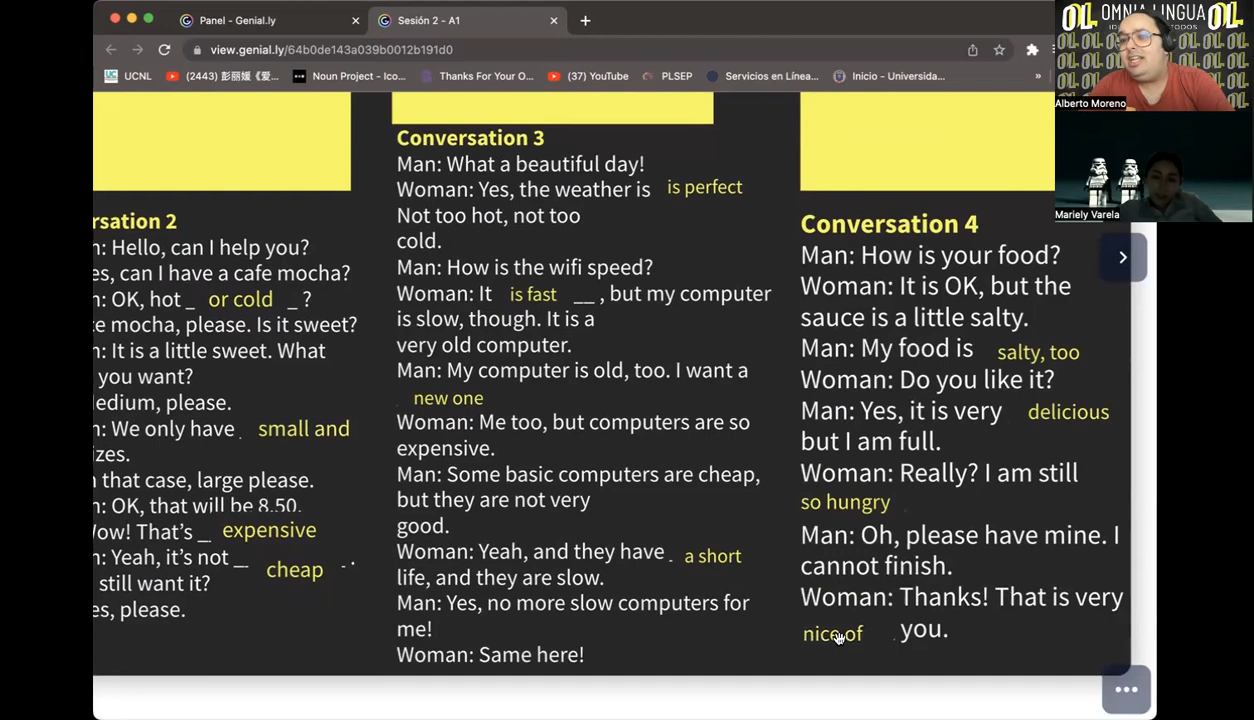 Panel - Genial.ly
Sesión 2 - A1
view.genial.ly/64b0de143a039b0012b191d0
UCNL
(2443) 彭丽媛《爱...
Noun Project - Ico...
Thanks For Your O...
(37) YouTube
PLSEP
Servicios en Línea...
Inicio - Universida...
OMNIA LINGUA
Alberto Moreno
Mariely Varela
rsation 2
n: Hello, can I help you?
es, can I have a cafe mocha?
n: OK, hot _ or cold _ ?
te mocha, please. Is it sweet?
n: It is a little sweet. What
you want?
ledium, please.
n: We only have small and
izes.
n that case, large please.
n: OK, that will be 8.50.
Wow! That's _ expensive
n: Yeah, it's not _ cheap .
still want it?
es, please.
Conversation 3
Man: What a beautiful day!
Woman: Yes, the weather is is perfect
Not too hot, not too
cold.
Man: How is the wifi speed?
Woman: It is fast __ , but my computer
is slow, though. It is a
very old computer.
Man: My computer is old, too. I want a
new one
Woman: Me too, but computers are so
expensive.
Man: Some basic computers are cheap,
but they are not very
good.
Woman: Yeah, and they have a short
life, and they are slow.
Man: Yes, no more slow computers for
me!
Woman: Same here!
Conversation 4
Man: How is your food?
Woman: It is OK, but the
sauce is a little salty.
Man: My food is salty, too
Woman: Do you like it?
Man: Yes, it is very delicious
but I am full.
Woman: Really? I am still
so hungry
Man: Oh, please have mine. I
cannot finish.
Woman: Thanks! That is very
nice of you.